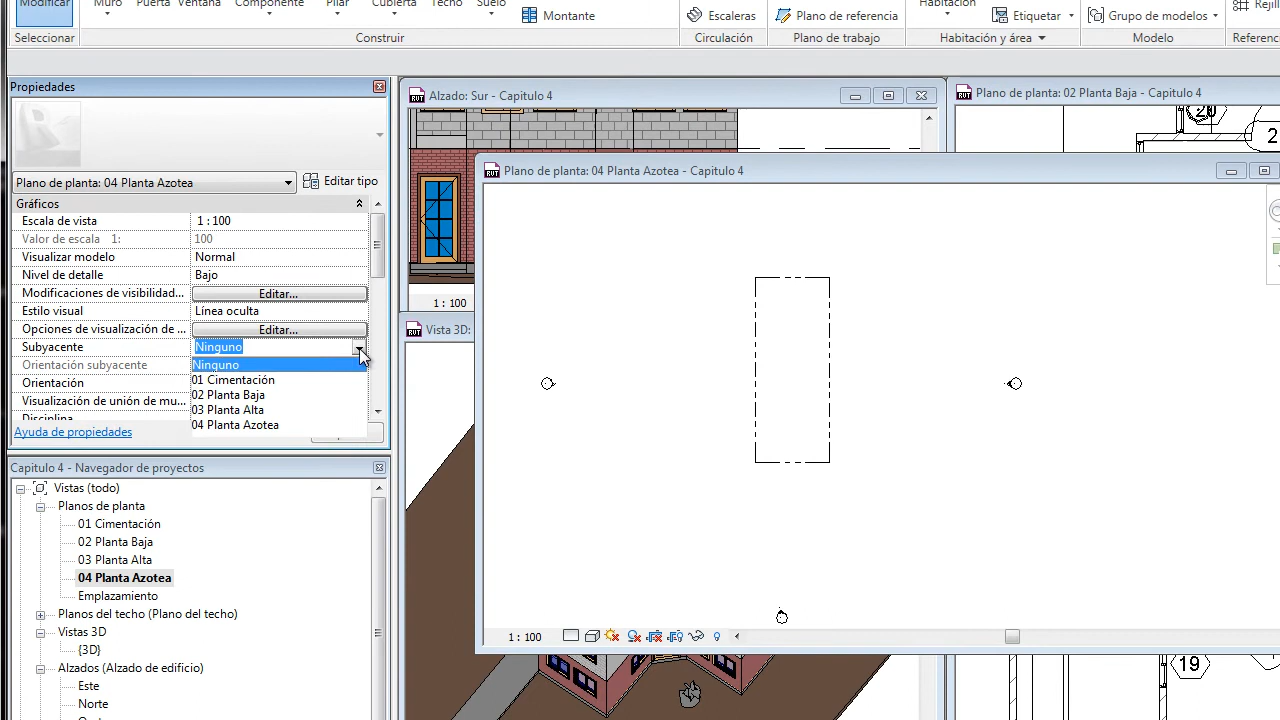 Modificar
Muro
Puerta
Ventana
Componente
Pilar
Cubierta
Techo
Suelo
Montante
Escaleras
Plano de referencia
Habitación
Etiquetar
Grupo de modelos
Seleccionar
Construir
Circulación
Plano de trabajo
Habitación y área
Modelo
Propiedades
Plano de planta: 04 Planta Azotea
Editar tipo
Gráficos
Escala de vista 1 : 100
Valor de escala 1: 100
Visualizar modelo Normal
Nivel de detalle Bajo
Modificaciones de visibilidad... Editar...
Estilo visual Línea oculta
Opciones de visualización de ... Editar...
Subyacente Ninguno
Orientación subyacente
Orientación
Visualización de unión de mu...
Disciplina
Ninguno
01 Cimentación
02 Planta Baja
03 Planta Alta
04 Planta Azotea
Ayuda de propiedades
Capitulo 4 - Navegador de proyectos
Vistas (todo)
Planos de planta
01 Cimentación
02 Planta Baja
03 Planta Alta
04 Planta Azotea
Emplazamiento
Planos del techo (Plano del techo)
Vistas 3D
{3D}
Alzados (Alzado de edificio)
Este
Norte
Alzado: Sur - Capitulo 4
1 : 100
Vista 3D:
Plano de planta: 02 Planta Baja - Capitulo 4
2
Plano de planta: 04 Planta Azotea - Capitulo 4
1 : 100
19